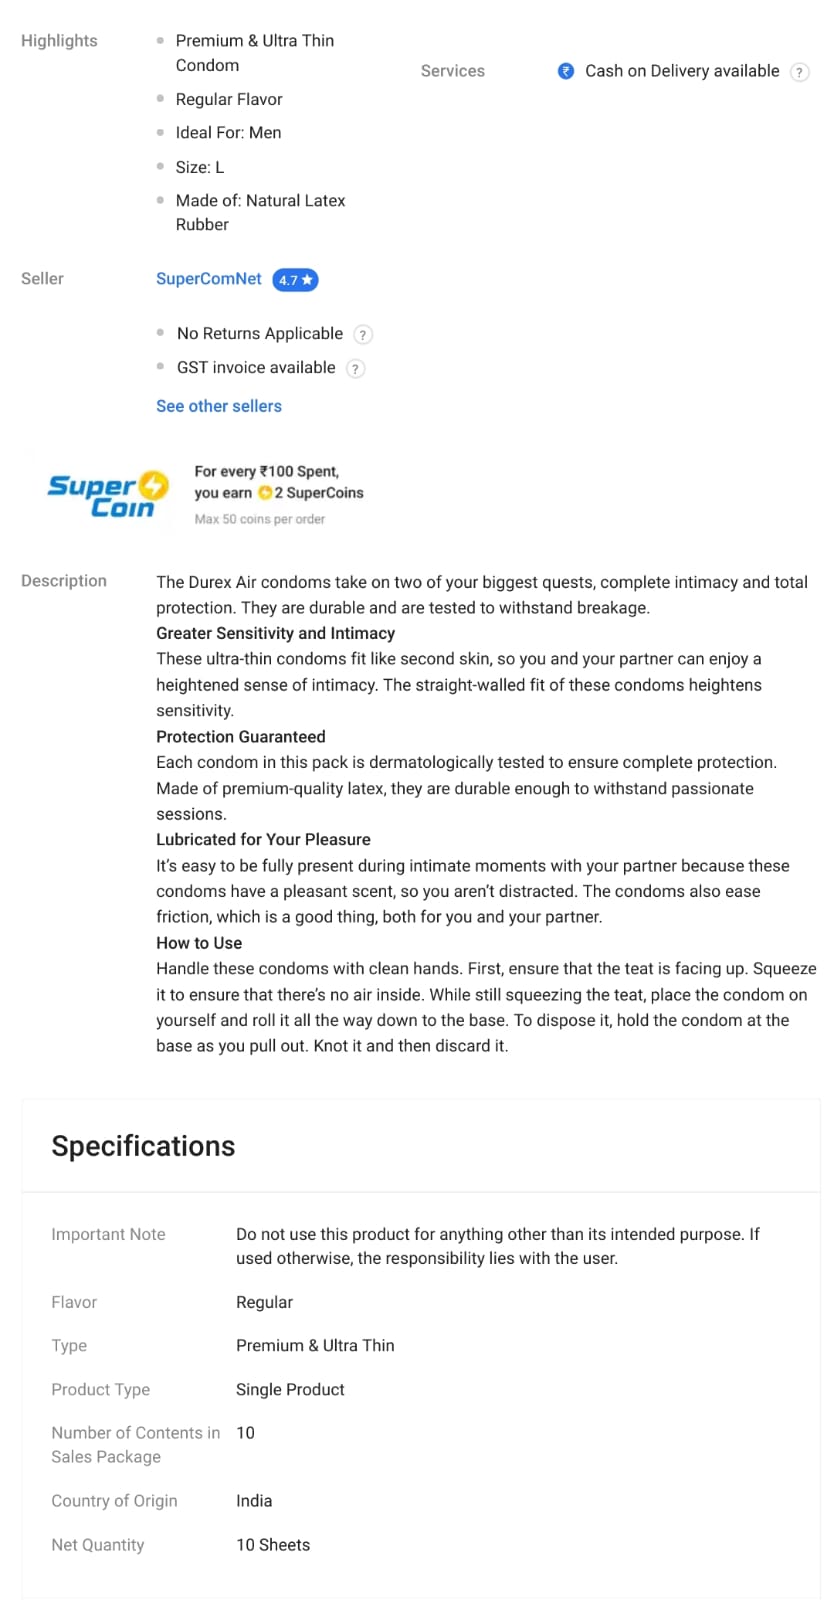 Highlights
Premium & Ultra Thin
Condom
Regular Flavor
Ideal For: Men
Size: L
Made of: Natural Latex
Rubber
Services
₹ Cash on Delivery available ?
Seller
SuperComNet 4.7 ★
No Returns Applicable ?
GST invoice available ?
See other sellers
Super
Coin
For every ₹100 Spent,
you earn 2 SuperCoins
Max 50 coins per order
Description
The Durex Air condoms take on two of your biggest quests, complete intimacy and total
protection. They are durable and are tested to withstand breakage.
Greater Sensitivity and Intimacy
These ultra-thin condoms fit like second skin, so you and your partner can enjoy a
heightened sense of intimacy. The straight-walled fit of these condoms heightens
sensitivity.
Protection Guaranteed
Each condom in this pack is dermatologically tested to ensure complete protection.
Made of premium-quality latex, they are durable enough to withstand passionate
sessions.
Lubricated for Your Pleasure
It’s easy to be fully present during intimate moments with your partner because these
condoms have a pleasant scent, so you aren’t distracted. The condoms also ease
friction, which is a good thing, both for you and your partner.
How to Use
Handle these condoms with clean hands. First, ensure that the teat is facing up. Squeeze
it to ensure that there’s no air inside. While still squeezing the teat, place the condom on
yourself and roll it all the way down to the base. To dispose it, hold the condom at the
base as you pull out. Knot it and then discard it.
Specifications
Important Note
Do not use this product for anything other than its intended purpose. If
used otherwise, the responsibility lies with the user.
Flavor
Regular
Type
Premium & Ultra Thin
Product Type
Single Product
Number of Contents in
Sales Package
10
Country of Origin
India
Net Quantity
10 Sheets